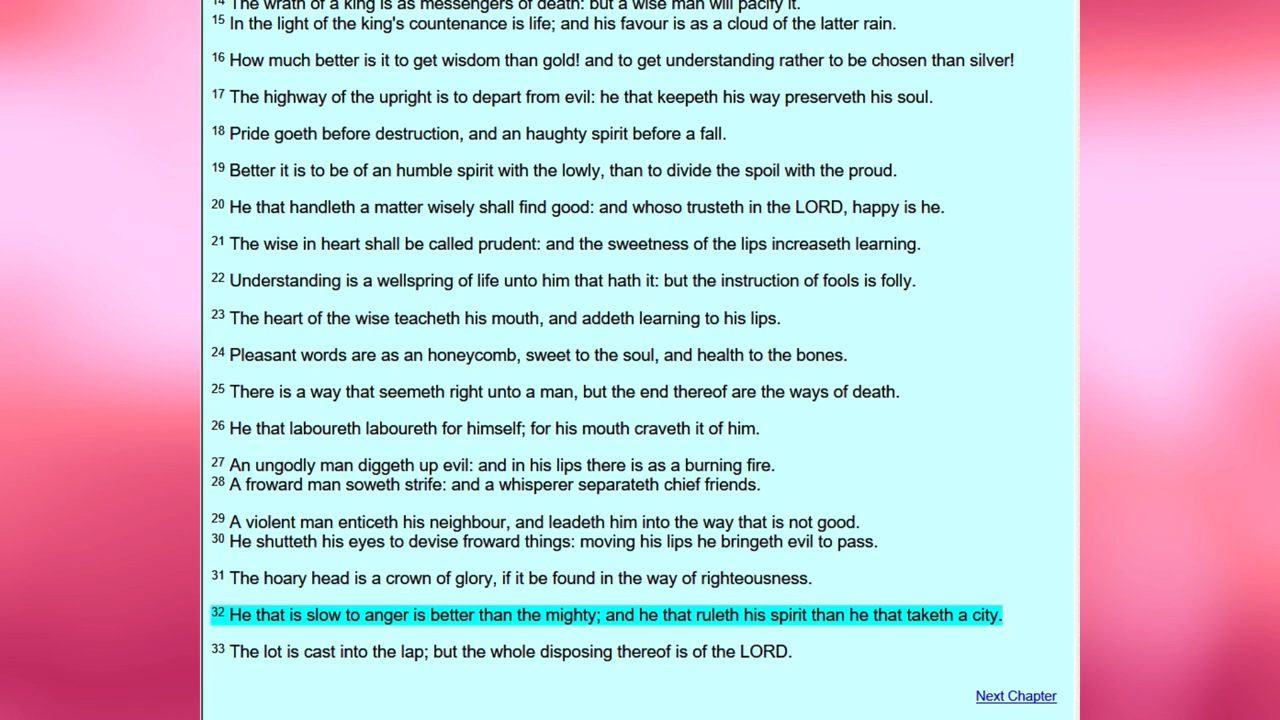 14 The wrath of a king is as messengers of death: but a wise man will pacify it.
15 In the light of the king's countenance is life; and his favour is as a cloud of the latter rain.
16 How much better is it to get wisdom than gold! and to get understanding rather to be chosen than silver!
17 The highway of the upright is to depart from evil: he that keepeth his way preserveth his soul.
18 Pride goeth before destruction, and an haughty spirit before a fall.
19 Better it is to be of an humble spirit with the lowly, than to divide the spoil with the proud.
20 He that handleth a matter wisely shall find good: and whoso trusteth in the LORD, happy is he.
21 The wise in heart shall be called prudent: and the sweetness of the lips increaseth learning.
22 Understanding is a wellspring of life unto him that hath it: but the instruction of fools is folly.
23 The heart of the wise teacheth his mouth, and addeth learning to his lips.
24 Pleasant words are as an honeycomb, sweet to the soul, and health to the bones.
25 There is a way that seemeth right unto a man, but the end thereof are the ways of death.
26 He that laboureth laboureth for himself; for his mouth craveth it of him.
27 An ungodly man diggeth up evil: and in his lips there is as a burning fire.
28 A froward man soweth strife: and a whisperer separateth chief friends.
29 A violent man enticeth his neighbour, and leadeth him into the way that is not good.
30 He shutteth his eyes to devise froward things: moving his lips he bringeth evil to pass.
31 The hoary head is a crown of glory, if it be found in the way of righteousness.
32 He that is slow to anger is better than the mighty; and he that ruleth his spirit than he that taketh a city.
33 The lot is cast into the lap; but the whole disposing thereof is of the LORD.
Next Chapter